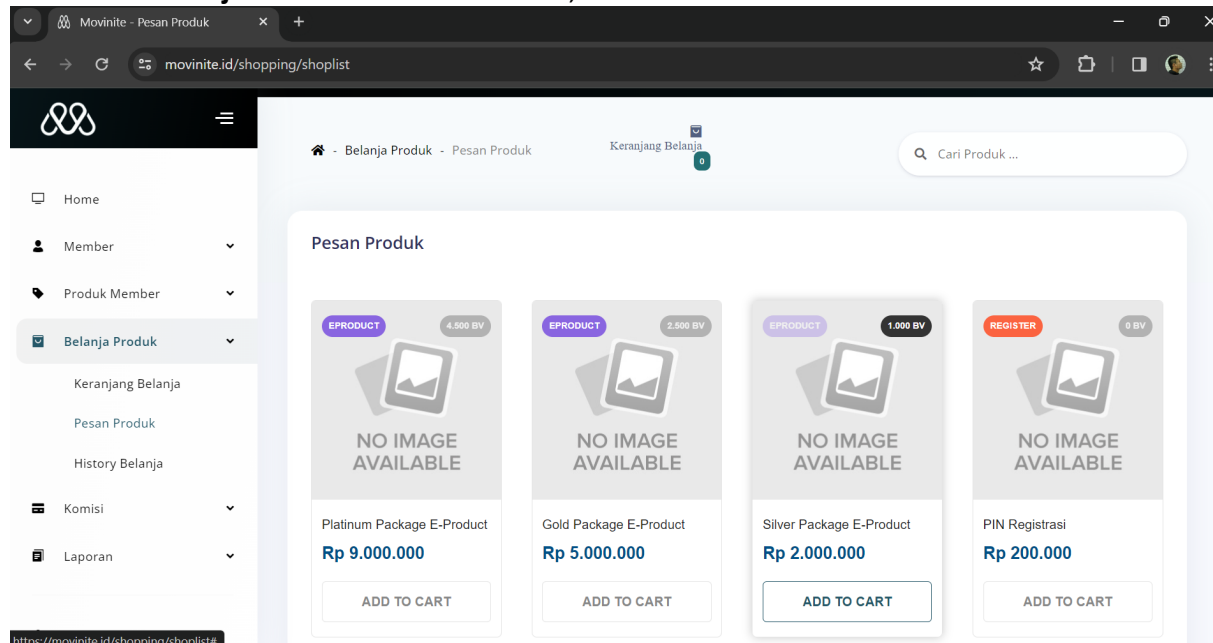 Movinite - Pesan Produk
movinite.id/shopping/shoplist
- Belanja Produk - Pesan Produk
Keranjang Belanja
0
Cari Produk ...
Home
Member
Produk Member
Belanja Produk
Keranjang Belanja
Pesan Produk
History Belanja
Komisi
Laporan
Pesan Produk
EPRODUCT 4.500 BV
NO IMAGE
AVAILABLE
Platinum Package E-Product
Rp 9.000.000
ADD TO CART
EPRODUCT 2.500 BV
NO IMAGE
AVAILABLE
Gold Package E-Product
Rp 5.000.000
ADD TO CART
EPRODUCT 1.000 BV
NO IMAGE
AVAILABLE
Silver Package E-Product
Rp 2.000.000
ADD TO CART
REGISTER 0 BV
NO IMAGE
AVAILABLE
PIN Registrasi
Rp 200.000
ADD TO CART
https://movinite.id/shopping/shoplist#